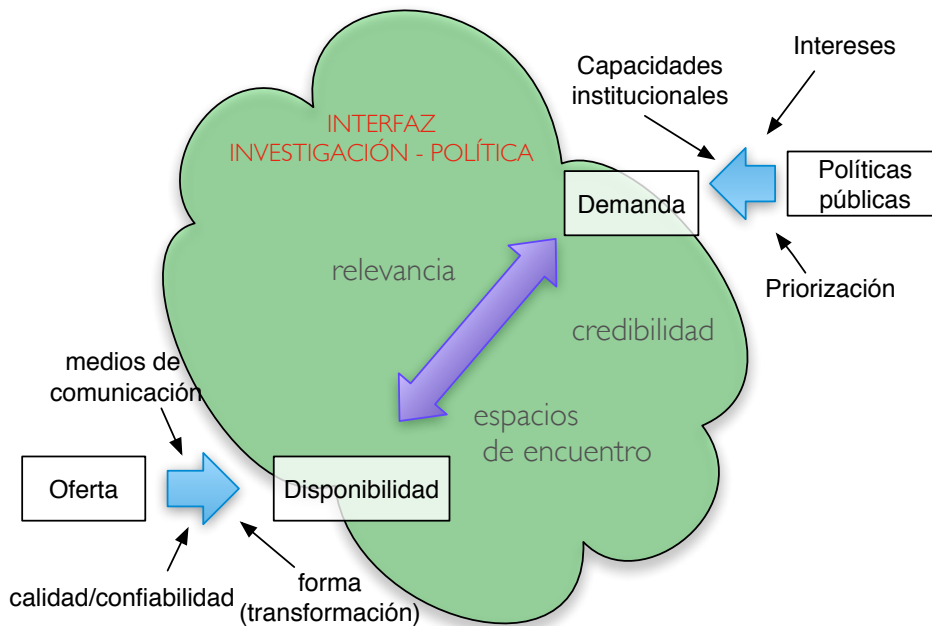 Intereses
Capacidades
institucionales
INTERFAZ
INVESTIGACIÓN - POLÍTICA
Políticas
públicas
Demanda
relevancia
Priorización
credibilidad
medios de
comunicación
espacios
de encuentro
Oferta
Disponibilidad
calidad/confiabilidad
forma
(transformación)